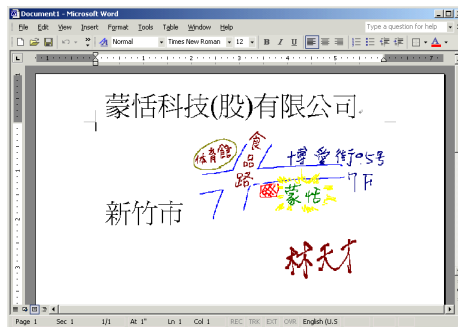 Document1 - Microsoft Word
File Edit View Insert Format Tools Table Window Help
Type a question for help
Normal
Times New Roman
12
B I U
蒙恬科技(股)有限公司
體育館
食品路
博愛街95号
7F
蒙恬
新竹市
林天才
Page 1 Sec 1 1/1 At 1" Ln 1 Col 1 REC TRK EXT OVR English (U.S